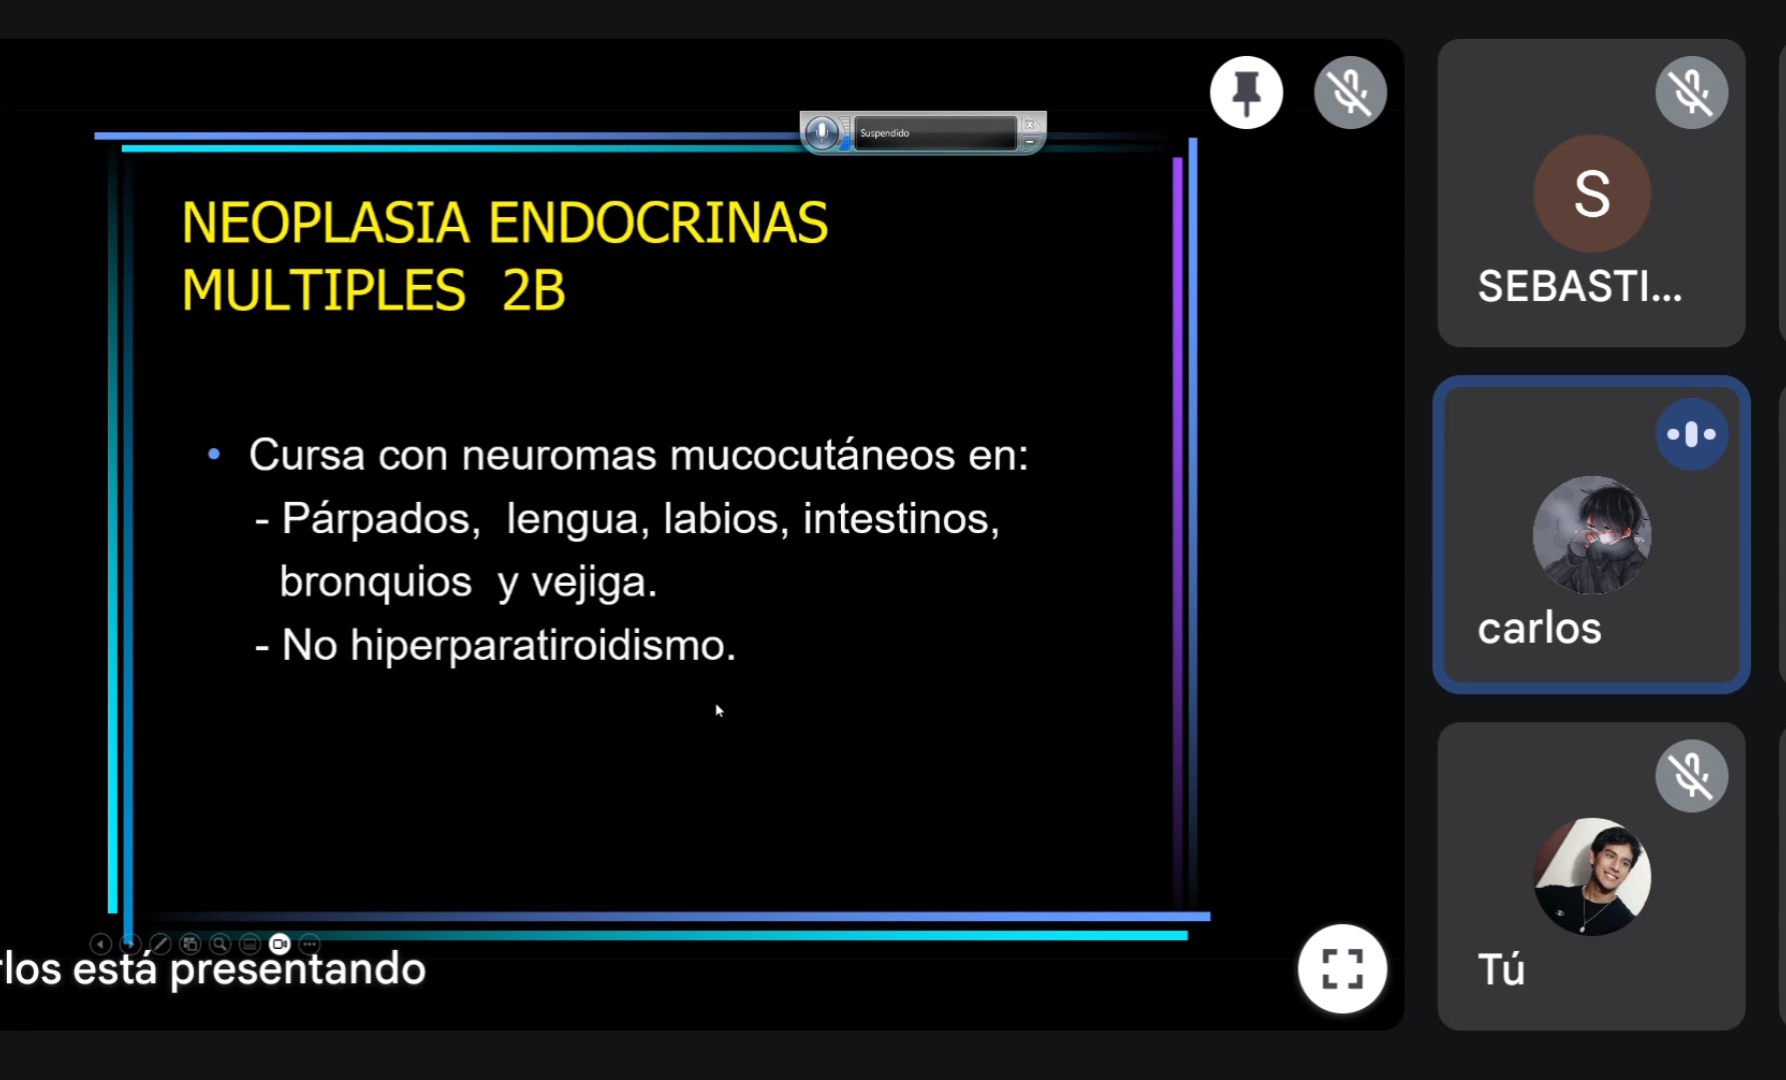 Suspendido
NEOPLASIA ENDOCRINAS
MULTIPLES 2B
• Cursa con neuromas mucocutáneos en:
- Párpados, lengua, labios, intestinos,
bronquios y vejiga.
- No hiperparatiroidismo.
rlos está presentando
S
SEBASTI...
carlos
Tú